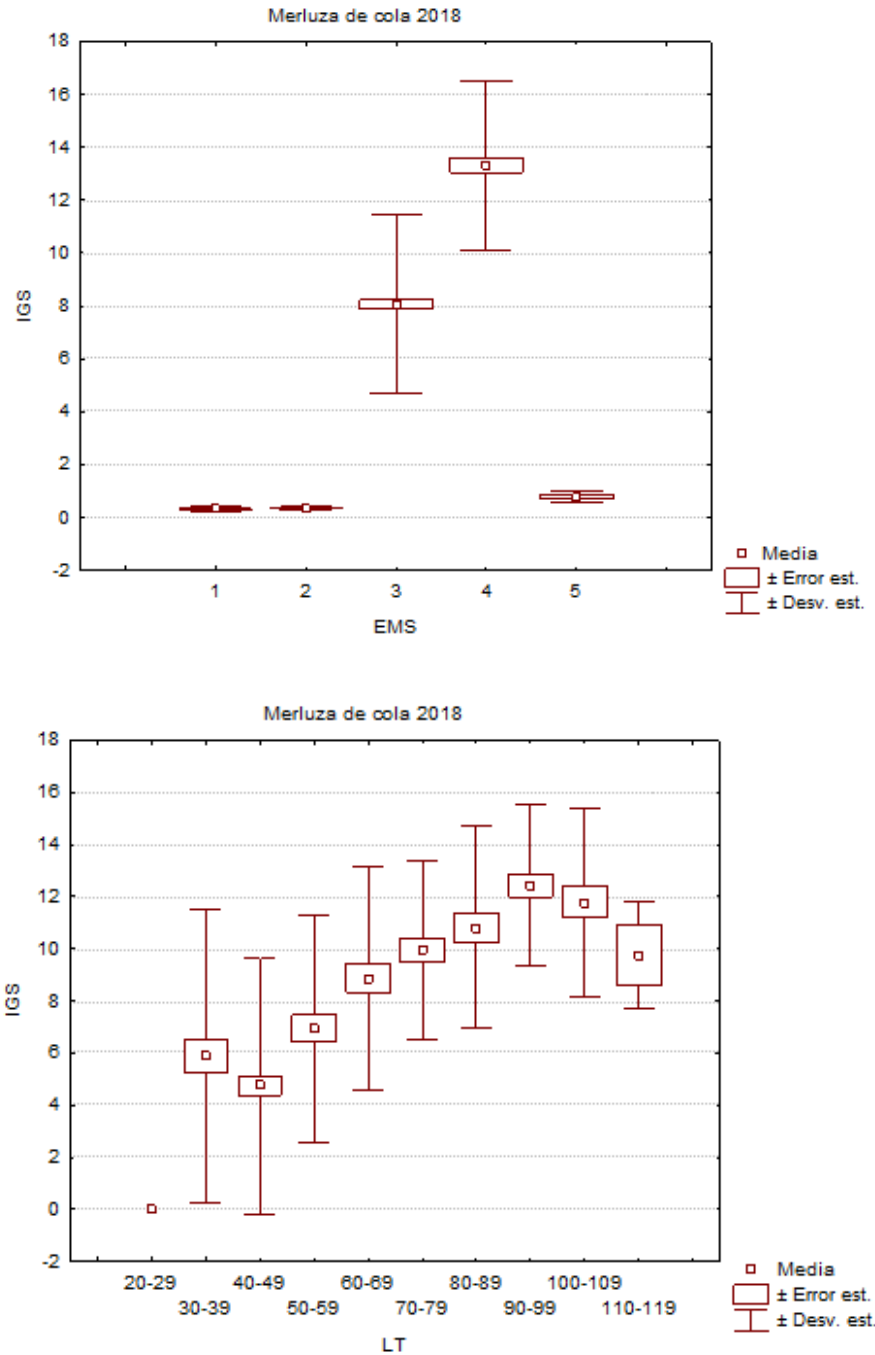 Merluza de cola 2018
18
16
14
12
10
8
6
4
2
0
-2
IGS
1 2 3 4 5
EMS
Media
± Error est.
± Desv. est.
Merluza de cola 2018
18
16
14
12
10
8
6
4
2
0
-2
IGS
20-29 40-49 60-69 80-89 100-109
30-39 50-59 70-79 90-99 110-119
LT
Media
± Error est.
± Desv. est.